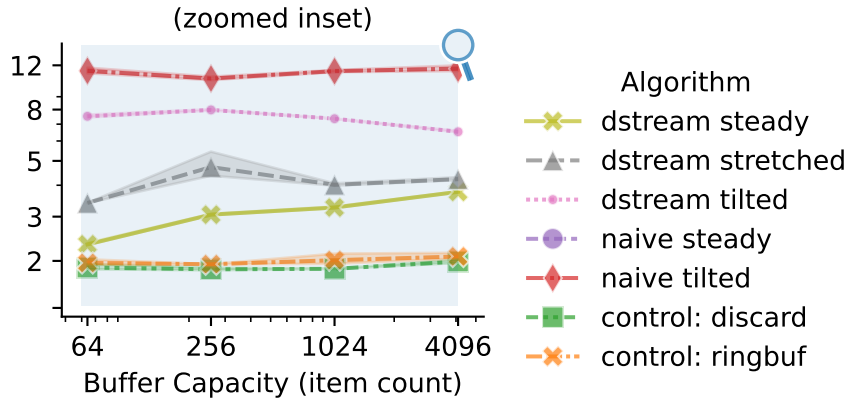 (zoomed inset)
12
8
5
3
2
64 256 1024 4096
Buffer Capacity (item count)
Algorithm
dstream steady
dstream stretched
dstream tilted
naive steady
naive tilted
control: discard
control: ringbuf